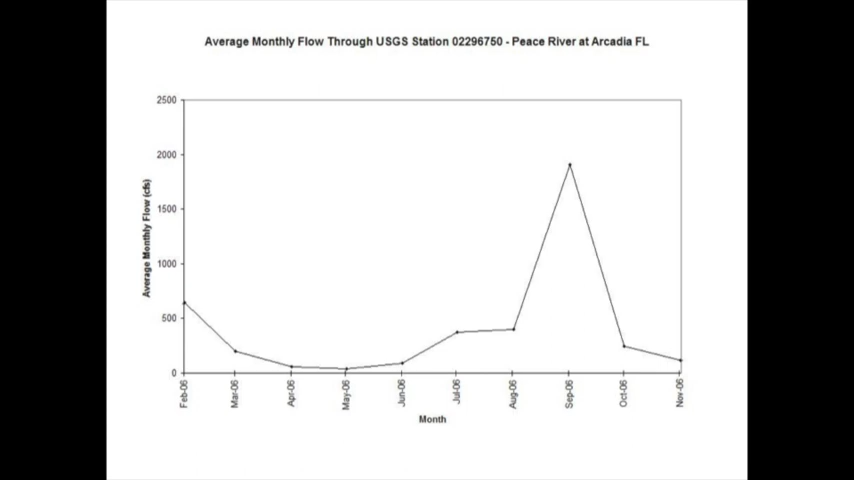 Average Monthly Flow Through USGS Station 02296750 - Peace River at Arcadia FL
2500
2000
1500
1000
500
0
Average Monthly Flow (cfs)
Feb-06
Mar-06
Apr-06
May-06
Jun-06
Jul-06
Aug-06
Sep-06
Oct-06
Nov-06
Month